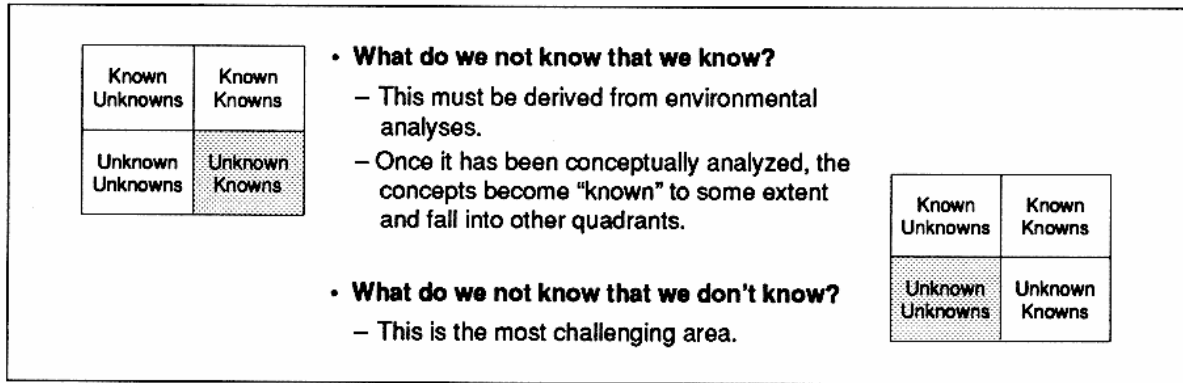 Known Unknowns
Known Knowns
Unknown Unknowns
Unknown Knowns
• What do we not know that we know?
– This must be derived from environmental
analyses.
– Once it has been conceptually analyzed, the
concepts become “known” to some extent
and fall into other quadrants.
Known Unknowns
Known Knowns
Unknown Unknowns
Unknown Knowns
• What do we not know that we don't know?
– This is the most challenging area.